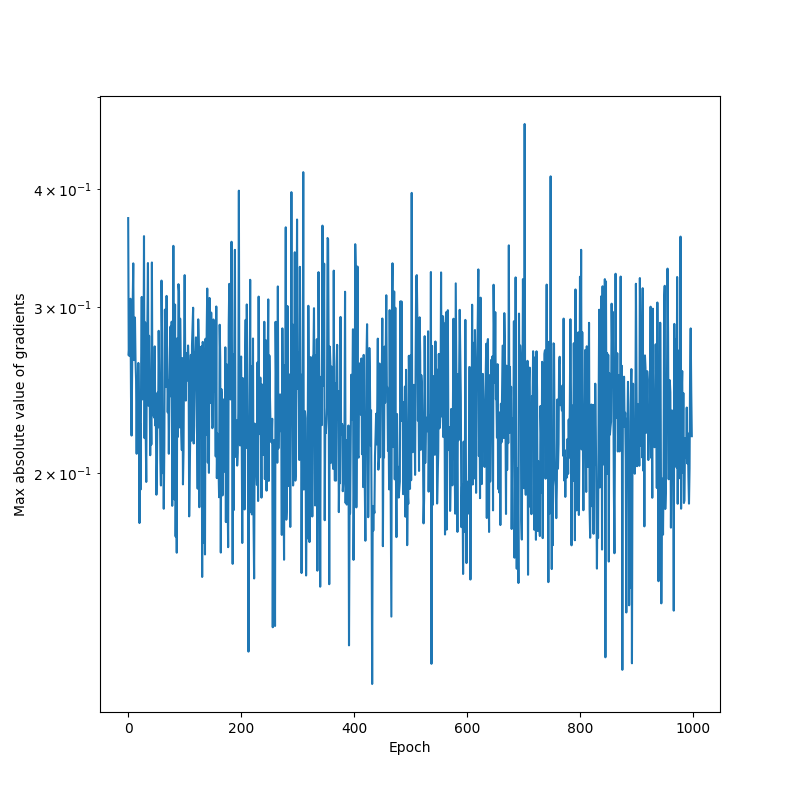 Max absolute value of gradients
4 × 10⁻¹
3 × 10⁻¹
2 × 10⁻¹
0 200 400 600 800 1000
Epoch